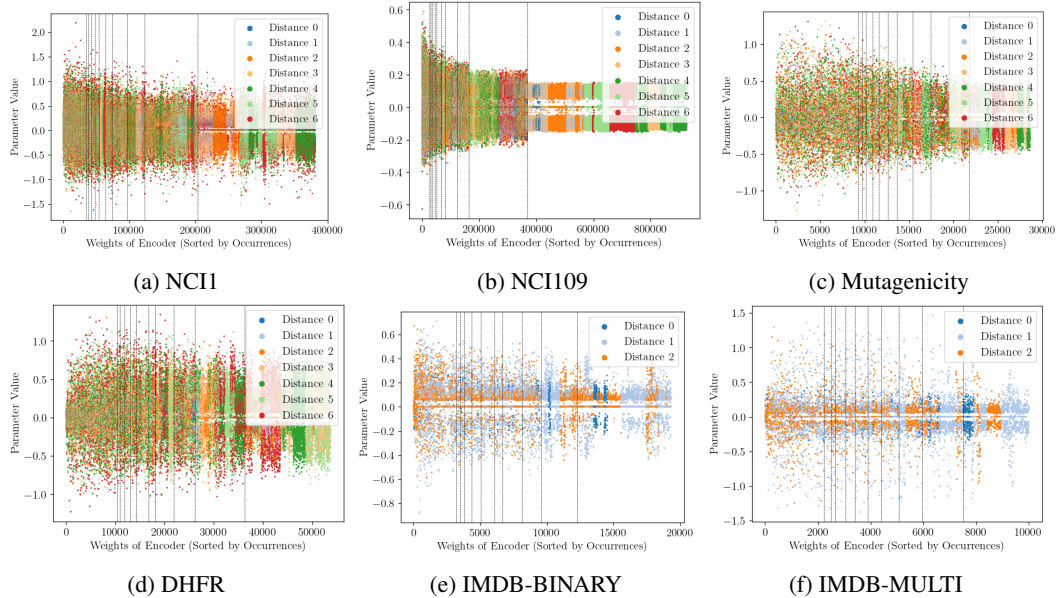 2.0
1.5
1.0
0.5
0.0
−0.5
−1.0
−1.5
Parameter Value
0
100000
200000
300000
400000
Weights of Encoder (Sorted by Occurrences)
Distance 0
Distance 1
Distance 2
Distance 3
Distance 4
Distance 5
Distance 6
(a) NCI1
0.6
0.4
0.2
0.0
−0.2
−0.4
−0.6
Parameter Value
0
200000
400000
600000
800000
Weights of Encoder (Sorted by Occurrences)
Distance 0
Distance 1
Distance 2
Distance 3
Distance 4
Distance 5
Distance 6
(b) NCI109
1.0
0.5
0.0
−0.5
−1.0
Parameter Value
0
5000
10000
15000
20000
25000
30000
Weights of Encoder (Sorted by Occurrences)
Distance 0
Distance 1
Distance 2
Distance 3
Distance 4
Distance 5
Distance 6
(c) Mutagenicity
1.0
0.5
0.0
−0.5
−1.0
Parameter Value
0
10000
20000
30000
40000
50000
Weights of Encoder (Sorted by Occurrences)
Distance 0
Distance 1
Distance 2
Distance 3
Distance 4
Distance 5
Distance 6
(d) DHFR
0.6
0.4
0.2
0.0
−0.2
−0.4
−0.6
−0.8
Parameter Value
0
5000
10000
15000
20000
Weights of Encoder (Sorted by Occurrences)
Distance 0
Distance 1
Distance 2
(e) IMDB-BINARY
1.5
1.0
0.5
0.0
−0.5
−1.0
−1.5
Parameter Value
0
2000
4000
6000
8000
10000
Weights of Encoder (Sorted by Occurrences)
Distance 0
Distance 1
Distance 2
(f) IMDB-MULTI